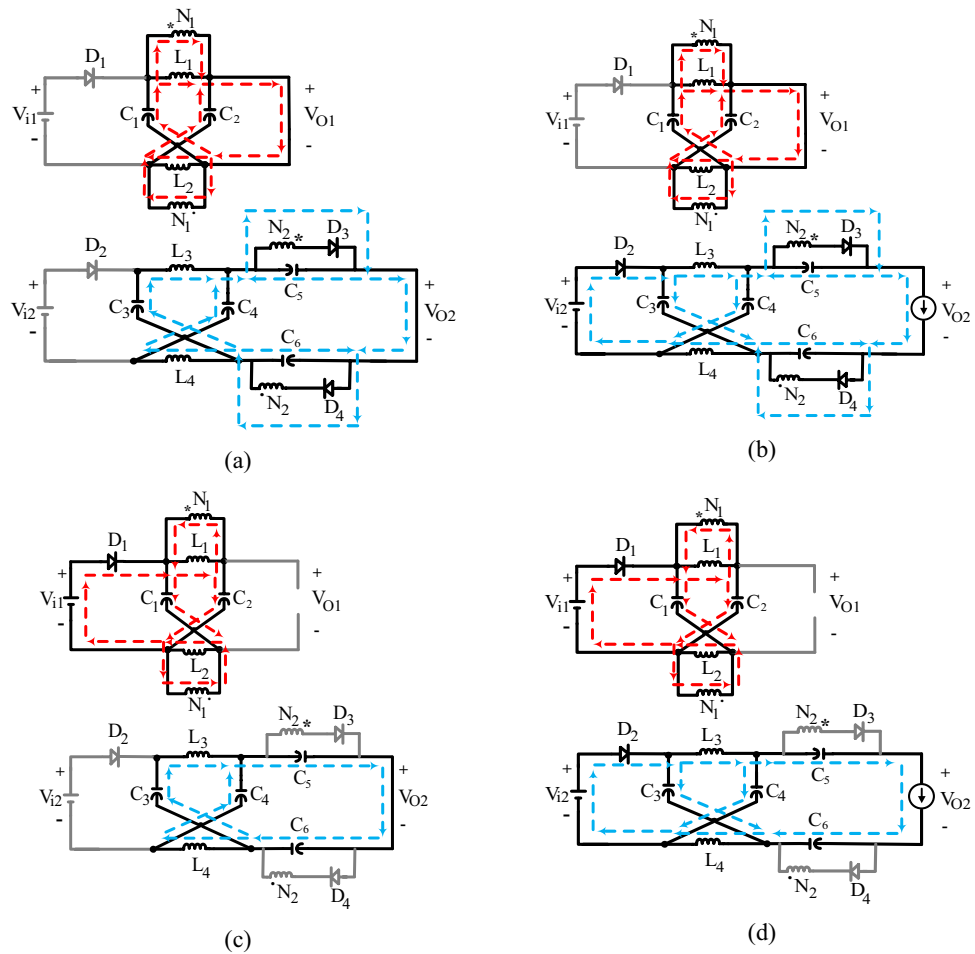 * N1
D1
L1
+
Vi1
-
C1
C2
+
VO1
-
L2
N1 .
N2 *
D3
D2
L3
+
Vi2
-
C3
C4
C5
+
VO2
-
C6
L4
. N2
D4
(a)
* N1
D1
L1
+
Vi1
-
C1
C2
+
VO1
-
L2
N1 .
N2 *
D3
D2
L3
+
Vi2
-
C3
C4
C5
+
VO2
-
C6
L4
. N2
D4
(b)
* N1
D1
L1
+
Vi1
-
C1
C2
+
VO1
-
L2
N1 .
N2 *
D3
D2
L3
+
Vi2
-
C3
C4
C5
+
VO2
-
C6
L4
. N2
D4
(c)
* N1
D1
L1
+
Vi1
-
C1
C2
+
VO1
-
L2
N1 .
N2 *
D3
D2
L3
+
Vi2
-
C3
C4
C5
+
VO2
-
C6
L4
. N2
D4
(d)